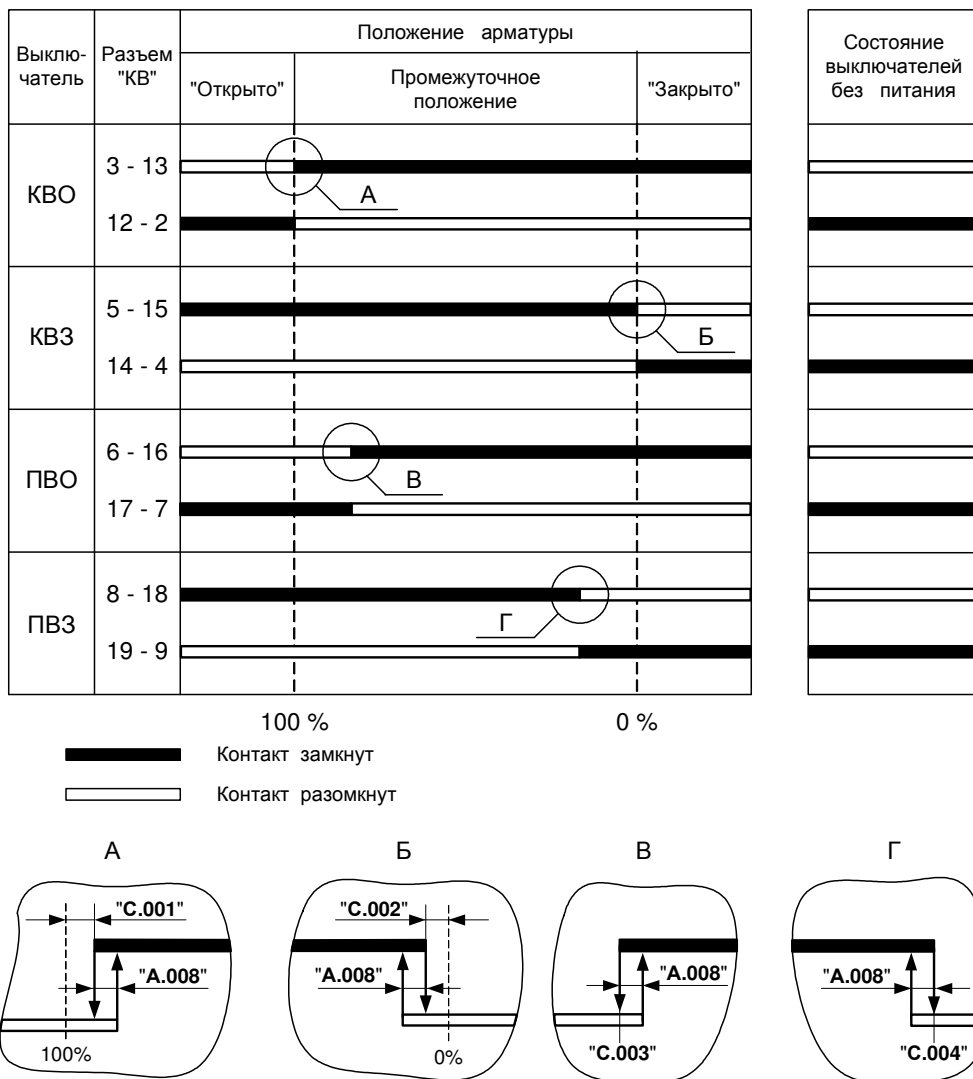 Выклю-
чатель
Разъем
"КВ"
Положение арматуры
"Открыто"
Промежуточное
положение
"Закрыто"
Состояние
выключателей
без питания
КВО
3 - 13
А
12 - 2
КВЗ
5 - 15
Б
14 - 4
ПВО
6 - 16
В
17 - 7
ПВЗ
8 - 18
Г
19 - 9
100 %
0 %
Контакт замкнут
Контакт разомкнут
А
"С.001"
"А.008"
100%
Б
"С.002"
"А.008"
0%
В
"А.008"
"С.003"
Г
"А.008"
"С.004"